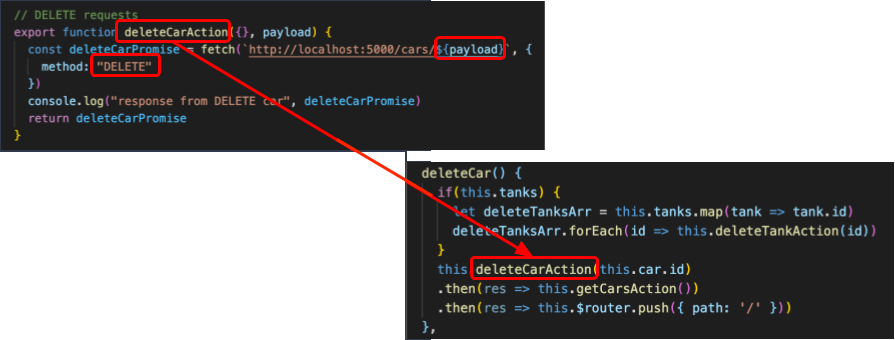 // DELETE requests
export function deleteCarAction({}, payload) {
const deleteCarPromise = fetch(`http://localhost:5000/cars/${payload}`, {
method: "DELETE"
})
console.log("response from DELETE car", deleteCarPromise)
return deleteCarPromise
}
deleteCar() {
if(this.tanks) {
let deleteTanksArr = this.tanks.map(tank => tank.id)
deleteTanksArr.forEach(id => this.deleteTankAction(id))
}
this.deleteCarAction(this.car.id)
.then(res => this.getCarsAction())
.then(res => this.$router.push({ path: '/' }))
},